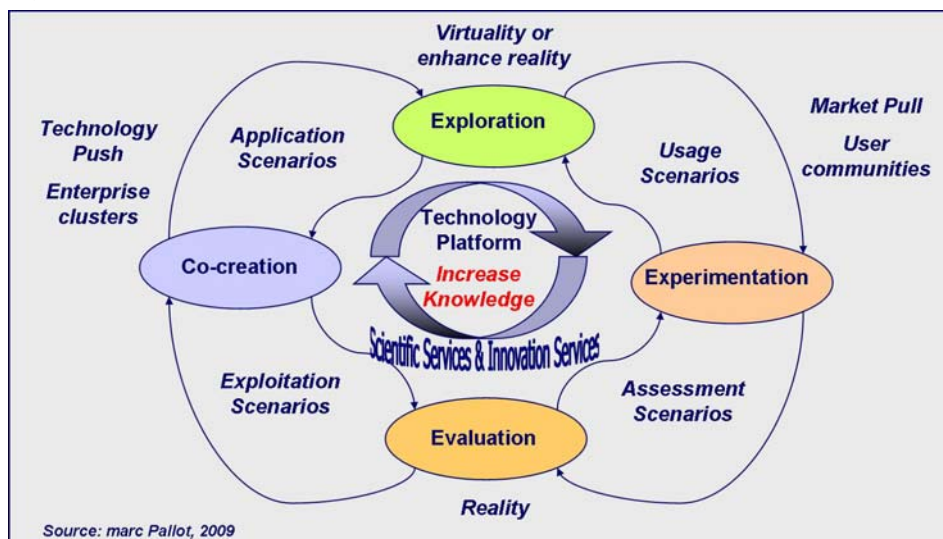 Virtuality or
enhance reality
Exploration
Technology
Push
Enterprise
clusters
Application
Scenarios
Usage
Scenarios
Market Pull
User
communities
Co-creation
Technology
Platform
Increase
Knowledge
Experimentation
Scientific Services & Innovation Services
Exploitation
Scenarios
Assessment
Scenarios
Evaluation
Reality
Source: marc Pallot, 2009